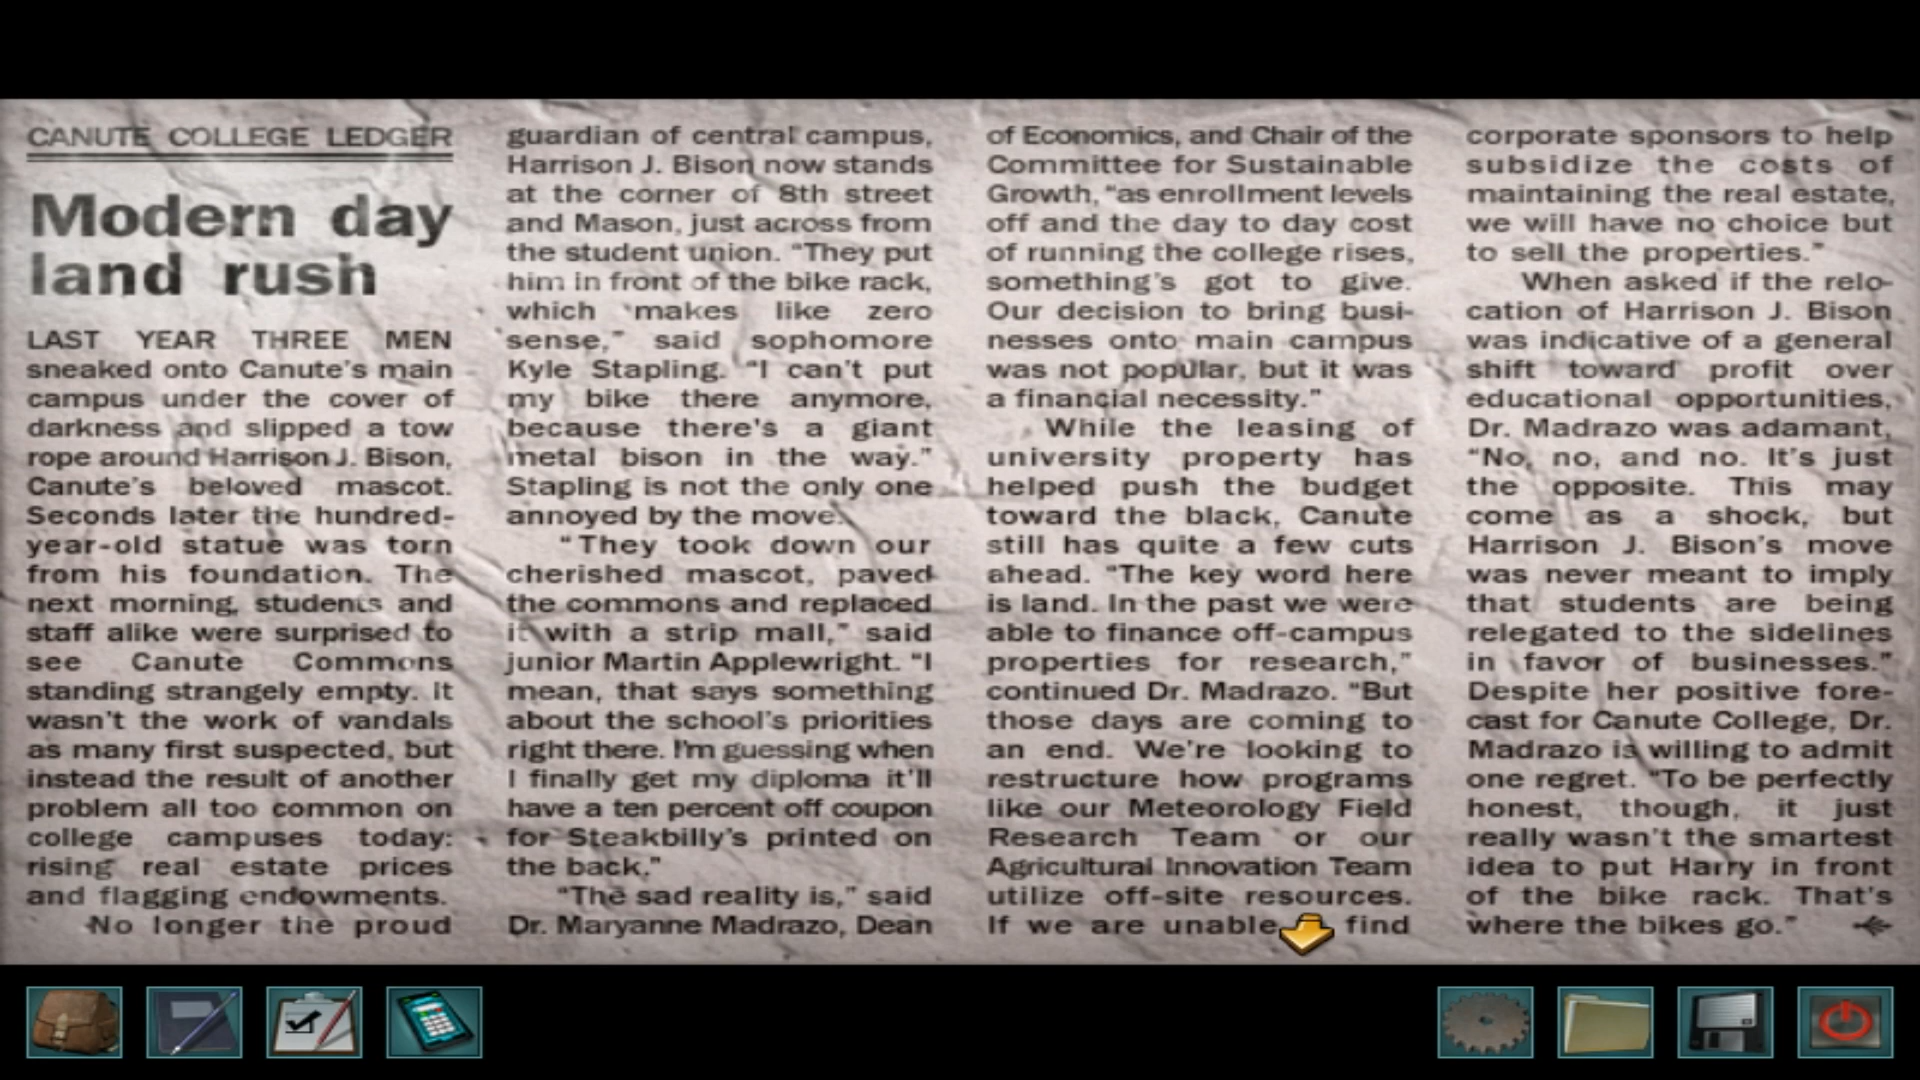 CANUTE COLLEGE LEDGER
Modern day
land rush
LAST YEAR THREE MEN
sneaked onto Canute's main
campus under the cover of
darkness and slipped a tow
rope around Harrison J. Bison,
Canute's beloved mascot.
Seconds later the hundred-
year-old statue was torn
from his foundation. The
next morning, students and
staff alike were surprised to
see Canute Commons
standing strangely empty. It
wasn't the work of vandals
as many first suspected, but
instead the result of another
problem all too common on
college campuses today:
rising real estate prices
and flagging endowments.
No longer the proud
guardian of central campus,
Harrison J. Bison now stands
at the corner of 8th street
and Mason, just across from
the student union. "They put
him in front of the bike rack,
which makes like zero
sense," said sophomore
Kyle Stapling. "I can't put
my bike there anymore,
because there's a giant
metal bison in the way."
Stapling is not the only one
annoyed by the move.
"They took down our
cherished mascot, paved
the commons and replaced
it with a strip mall," said
junior Martin Applewright. "I
mean, that says something
about the school's priorities
right there. I'm guessing when
I finally get my diploma it'll
have a ten percent off coupon
for Steakbilly's printed on
the back."
"The sad reality is," said
Dr. Maryanne Madrazo, Dean
of Economics, and Chair of the
Committee for Sustainable
Growth, "as enrollment levels
off and the day to day cost
of running the college rises,
something's got to give.
Our decision to bring busi-
nesses onto main campus
was not popular, but it was
a financial necessity."
While the leasing of
university property has
helped push the budget
toward the black, Canute
still has quite a few cuts
ahead. "The key word here
is land. In the past we were
able to finance off-campus
properties for research,"
continued Dr. Madrazo. "But
those days are coming to
an end. We're looking to
restructure how programs
like our Meteorology Field
Research Team or our
Agricultural Innovation Team
utilize off-site resources.
If we are unable find
corporate sponsors to help
subsidize the costs of
maintaining the real estate,
we will have no choice but
to sell the properties."
When asked if the relo-
cation of Harrison J. Bison
was indicative of a general
shift toward profit over
educational opportunities,
Dr. Madrazo was adamant,
"No, no, and no. It's just
the opposite. This may
come as a shock, but
Harrison J. Bison's move
was never meant to imply
that students are being
relegated to the sidelines
in favor of businesses."
Despite her positive fore-
cast for Canute College, Dr.
Madrazo is willing to admit
one regret. "To be perfectly
honest, though, it just
really wasn't the smartest
idea to put Harry in front
of the bike rack. That's
where the bikes go."